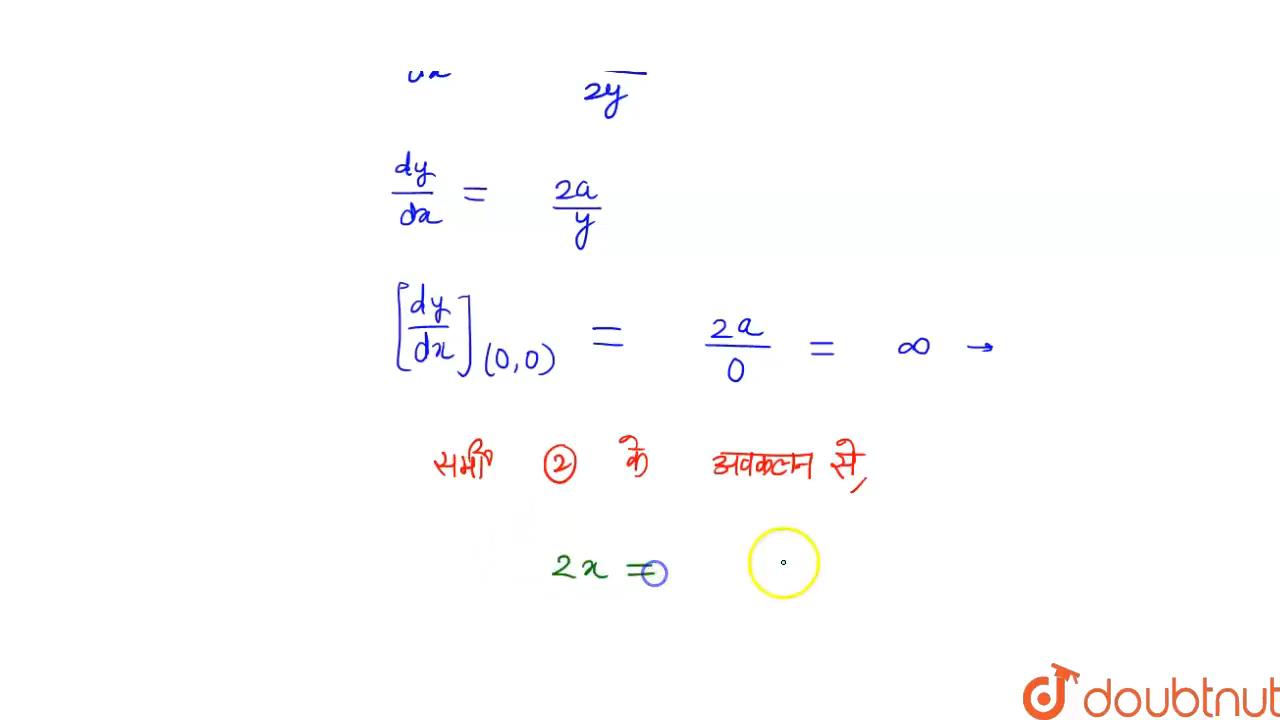 2y
dy/dx = 2a/y
[dy/dx](0,0) = 2a/0 = ∞ →
समी० ② के अवकलन से,
2x =
doubtnut